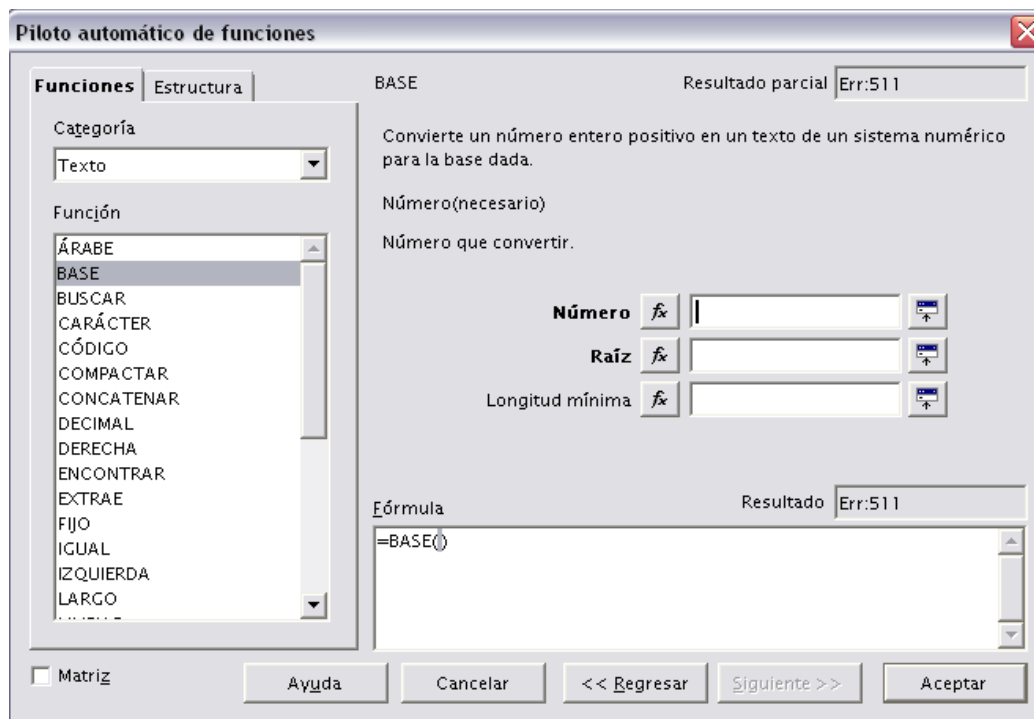 Piloto automático de funciones
Funciones
Estructura
Categoría
Texto
Función
ÁRABE
BASE
BUSCAR
CARÁCTER
CÓDIGO
COMPACTAR
CONCATENAR
DECIMAL
DERECHA
ENCONTRAR
EXTRAE
FIJO
IGUAL
IZQUIERDA
LARGO
BASE
Resultado parcial Err:511
Convierte un número entero positivo en un texto de un sistema numérico
para la base dada.
Número(necesario)
Número que convertir.
Número fx
Raíz fx
Longitud mínima fx
Fórmula
Resultado Err:511
=BASE()
Matriz
Ayuda
Cancelar
<< Regresar
Siguiente >>
Aceptar